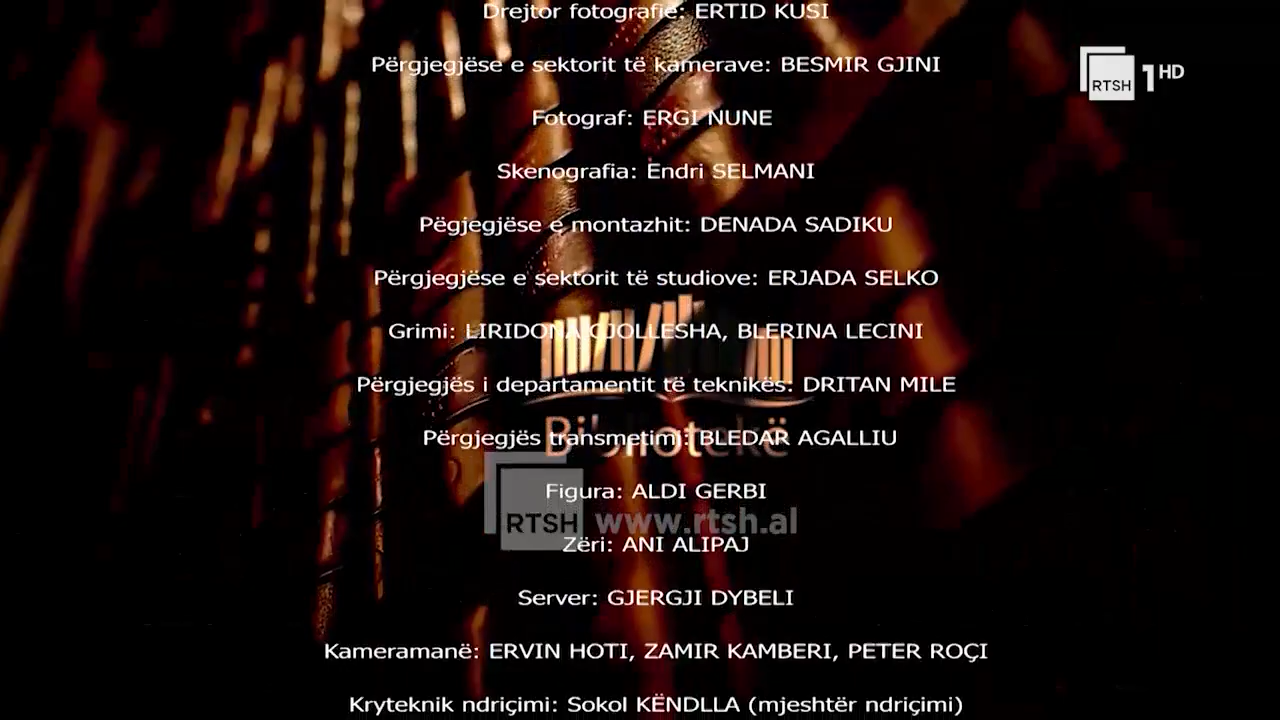 Drejtor fotografie: ERTID KUSI
Përgjegjëse e sektorit të kamerave: BESMIR GJINI
RTSH 1 HD
Fotograf: ERGI NUNE
Skenografia: Endri SELMANI
Pëgjegjëse e montazhit: DENADA SADIKU
Përgjegjëse e sektorit të studiove: ERJADA SELKO
Grimi: LIRIDONA GJOLLESHA, BLERINA LECINI
Përgjegjës i departamentit të teknikës: DRITAN MILE
Përgjegjës transmetimi: BLEDAR AGALLIU
Bibliotekë
Figura: ALDI GERBI
RTSH www.rtsh.al
Zëri: ANI ALIPAJ
Server: GJERGJI DYBELI
Kameramanë: ERVIN HOTI, ZAMIR KAMBERI, PETER ROÇI
Kryteknik ndriçimi: Sokol KËNDLLA (mjeshtër ndriçimi)